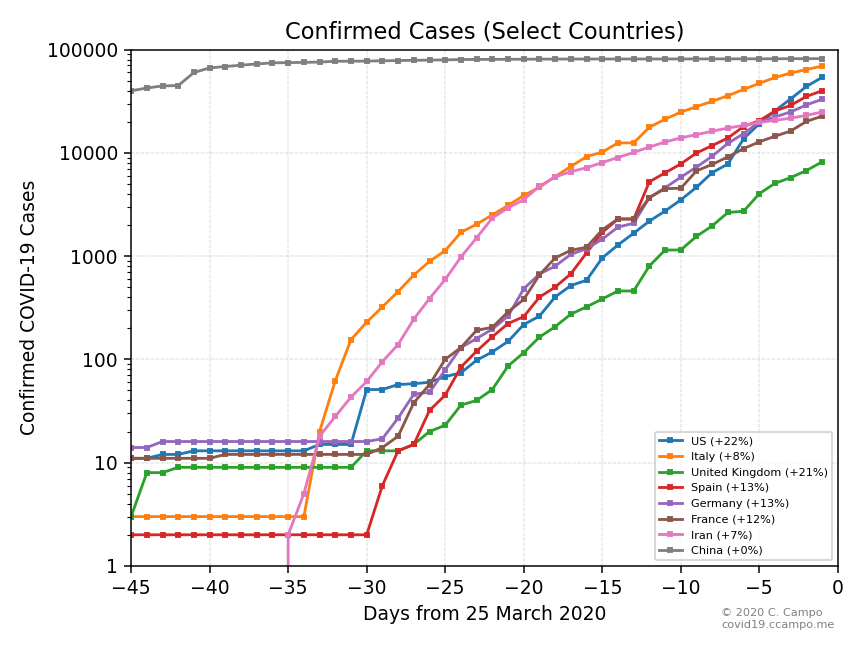 Confirmed Cases (Select Countries)
100000
10000
1000
100
10
1
Confirmed COVID-19 Cases
US (+22%)
Italy (+8%)
United Kingdom (+21%)
Spain (+13%)
Germany (+13%)
France (+12%)
Iran (+7%)
China (+0%)
−45 −40 −35 −30 −25 −20 −15 −10 −5 0
Days from 25 March 2020
© 2020 C. Campo
covid19.ccampo.me